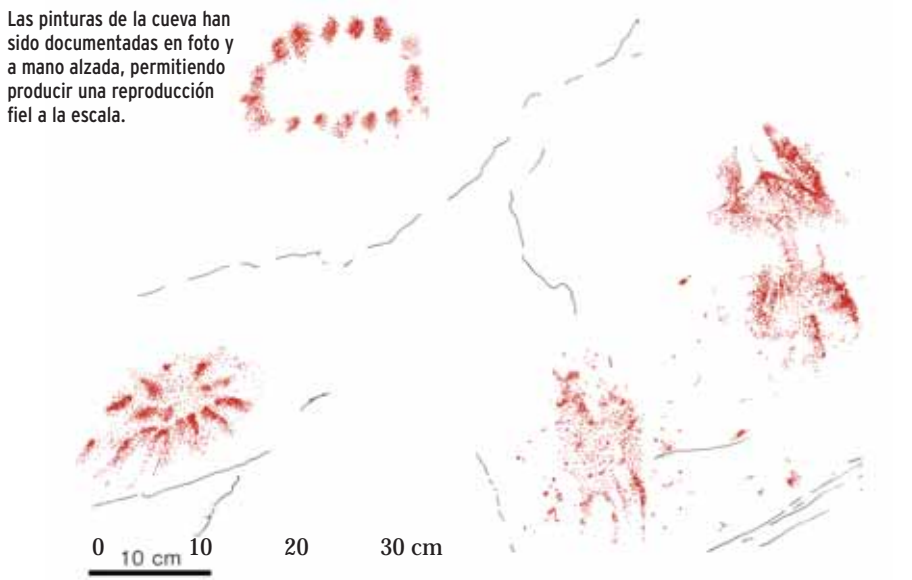 Las pinturas de la cueva han
sido documentadas en foto y
a mano alzada, permitiendo
producir una reproducción
fiel a la escala.
0 10 20 30 cm
10 cm